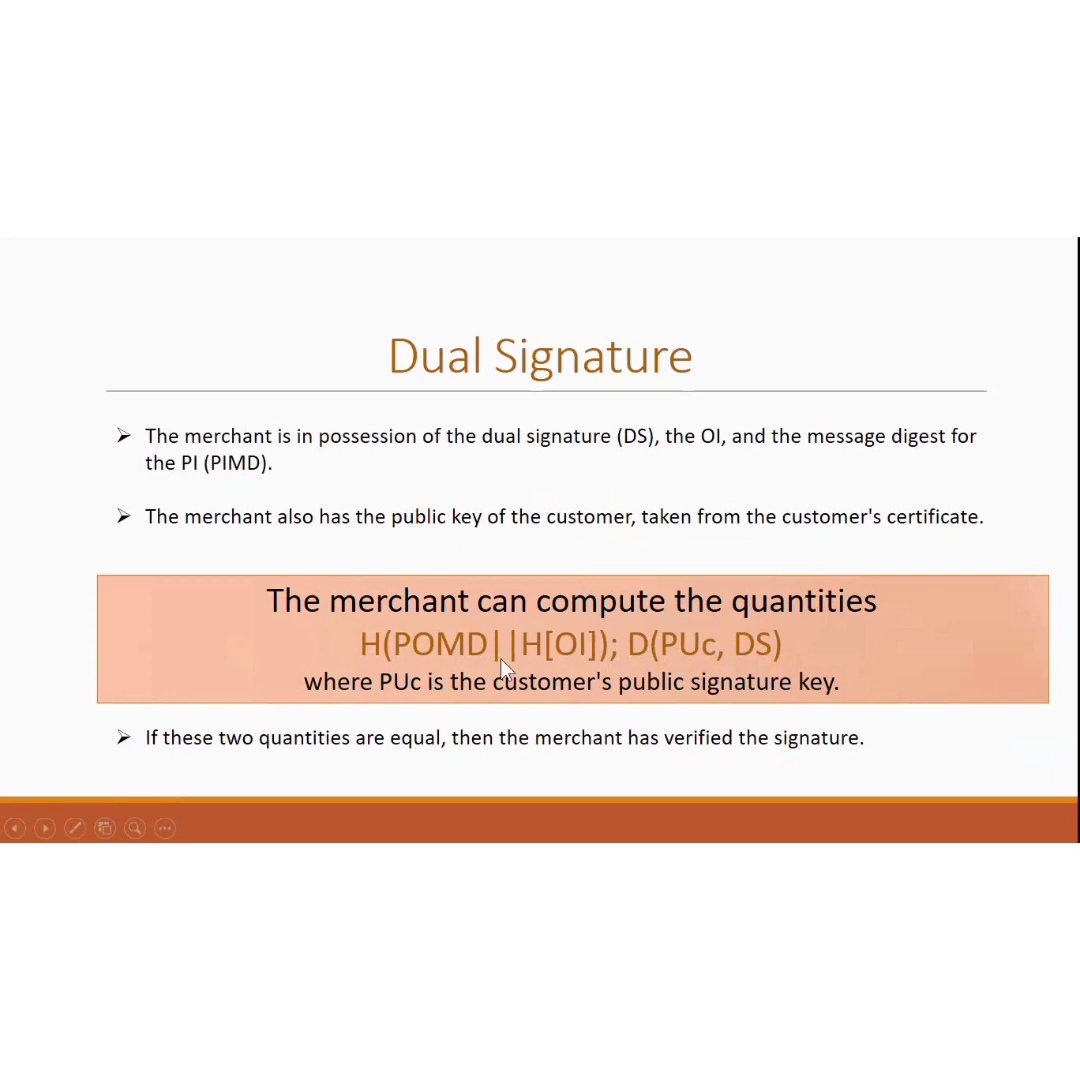 Dual Signature
➢ The merchant is in possession of the dual signature (DS), the OI, and the message digest for
the PI (PIMD).
➢ The merchant also has the public key of the customer, taken from the customer's certificate.
The merchant can compute the quantities
H(POMD||H[OI]); D(PUc, DS)
where PUc is the customer's public signature key.
➢ If these two quantities are equal, then the merchant has verified the signature.